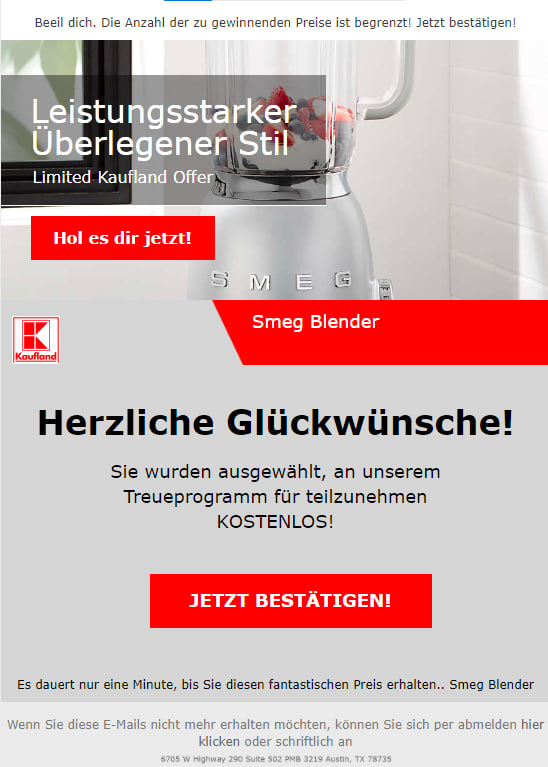 Beeil dich. Die Anzahl der zu gewinnenden Preise ist begrenzt! Jetzt bestätigen!
Leistungsstarker
Überlegener Stil
Limited Kaufland Offer
Hol es dir jetzt!
SMEG
Smeg Blender
Kaufland
Herzliche Glückwünsche!
Sie wurden ausgewählt, an unserem
Treueprogramm für teilzunehmen
KOSTENLOS!
JETZT BESTÄTIGEN!
Es dauert nur eine Minute, bis Sie diesen fantastischen Preis erhalten.. Smeg Blender
Wenn Sie diese E-Mails nicht mehr erhalten möchten, können Sie sich per abmelden hier
klicken oder schriftlich an
6705 W Highway 290 Suite 502 PMB 3219 Austin, TX 78735